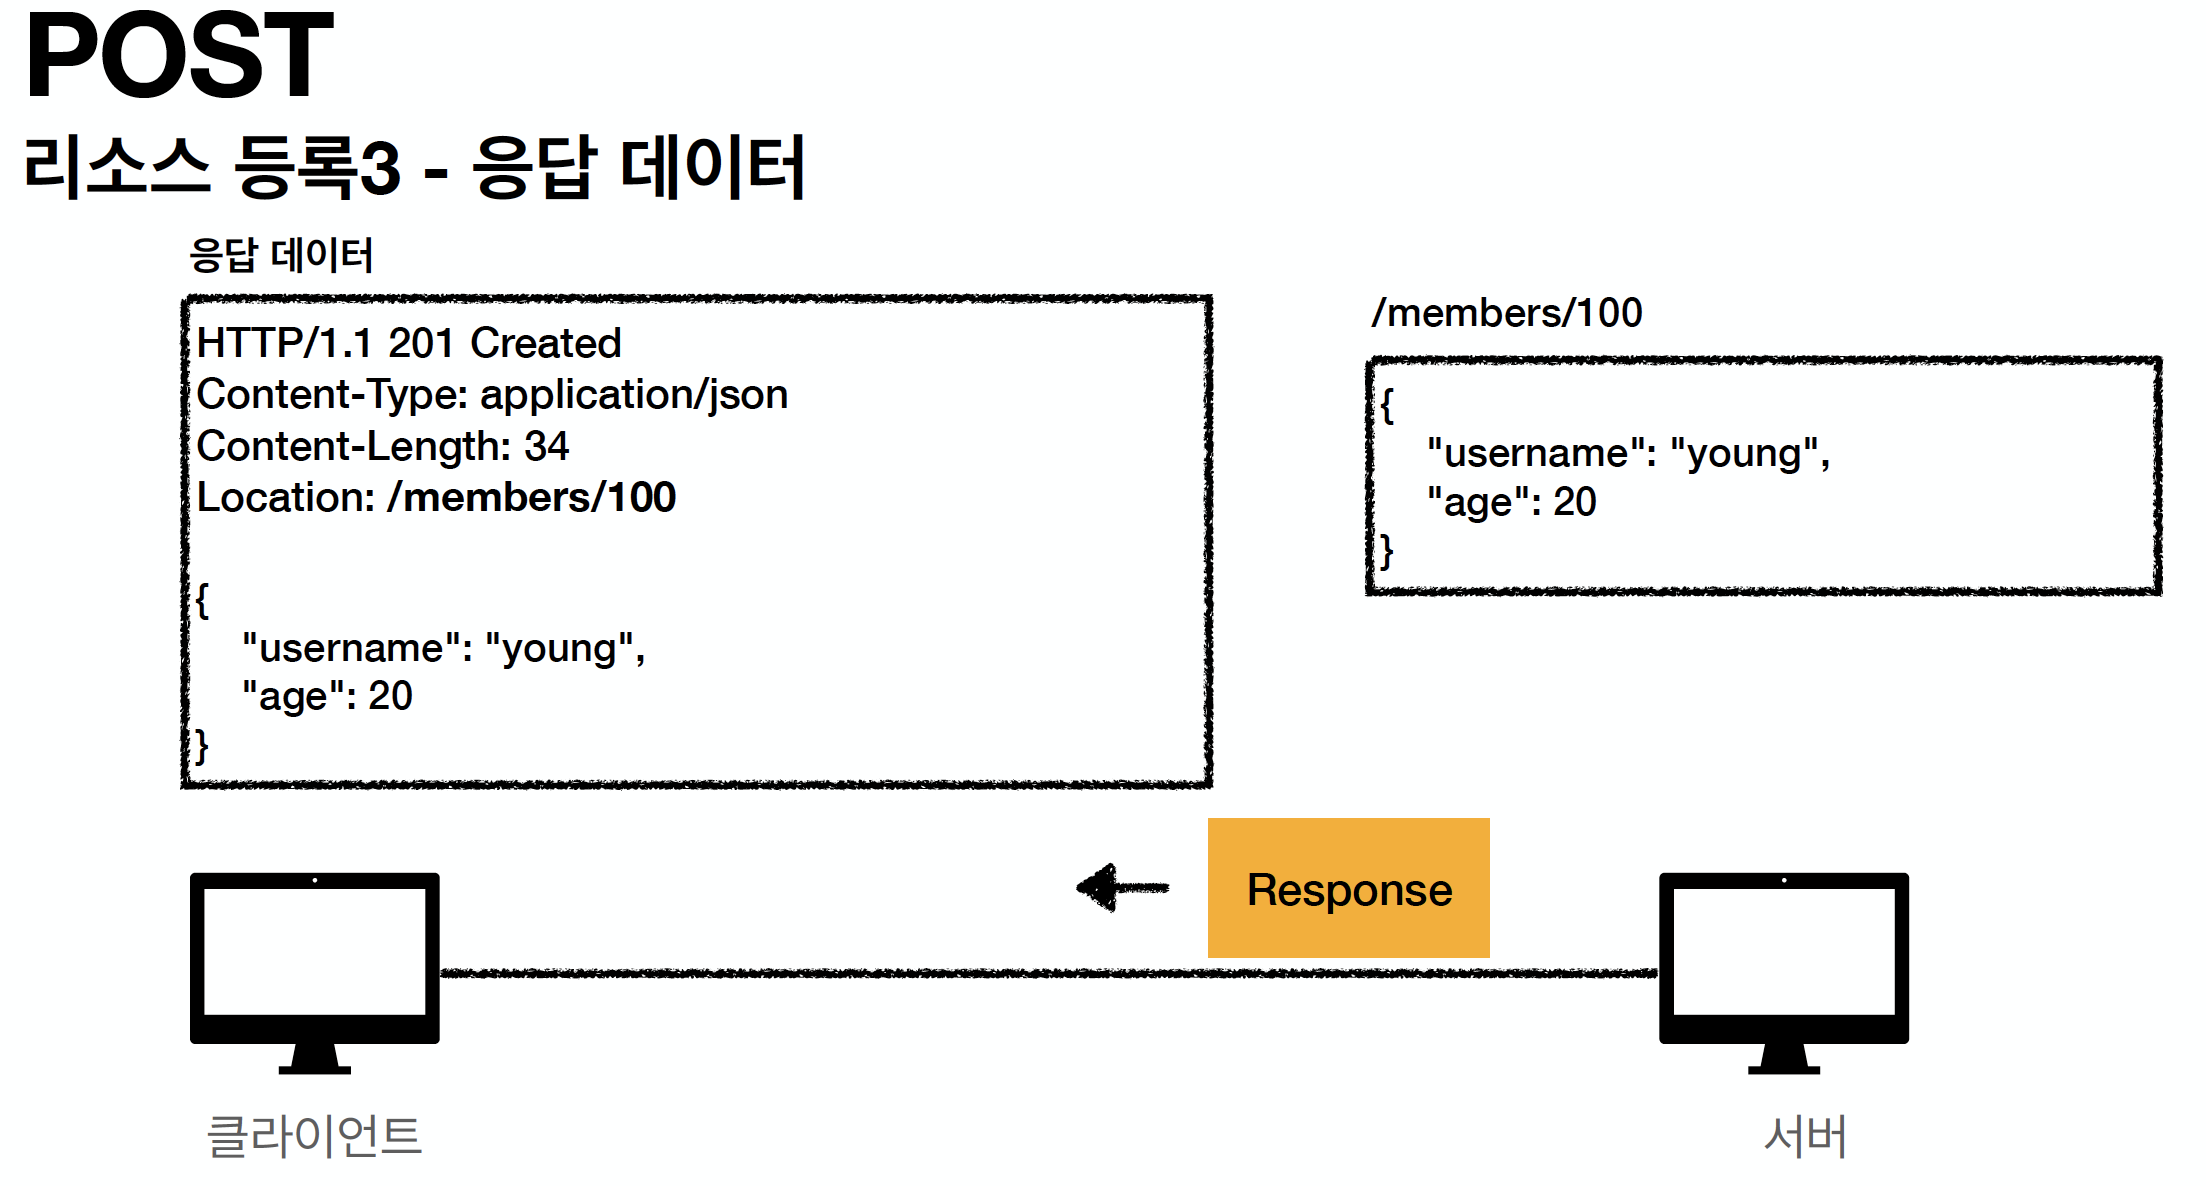 POST
리소스 등록3 - 응답 데이터
응답 데이터
HTTP/1.1 201 Created
Content-Type: application/json
Content-Length: 34
Location: /members/100
{
"username": "young",
"age": 20
}
/members/100
{
"username": "young",
"age": 20
}
Response
클라이언트
서버